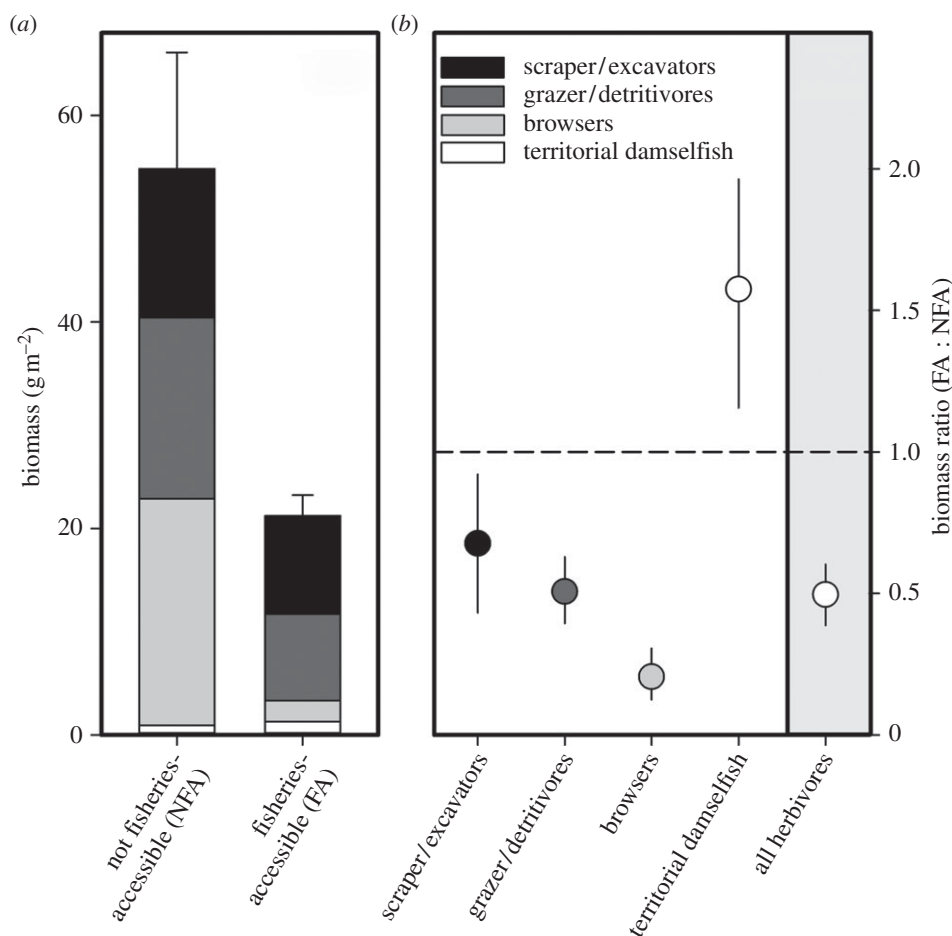 (a)
biomass (g m⁻²)
60
40
20
0
not fisheries-
accessible (NFA)
fisheries-
accessible (FA)
(b)
scraper/excavators
grazer/detritivores
browsers
territorial damselfish
2.0
1.5
1.0
0.5
0
biomass ratio (FA : NFA)
scraper/excavators
grazer/detritivores
browsers
territorial damselfish
all herbivores